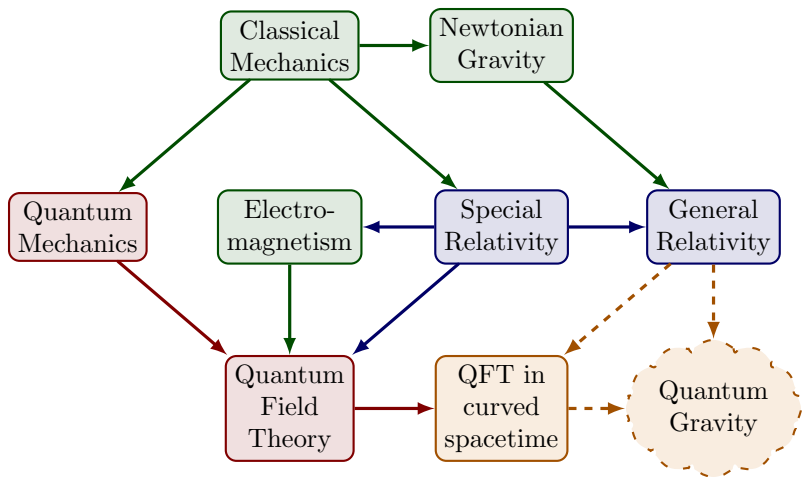 Classical
Mechanics
Newtonian
Gravity
Quantum
Mechanics
Electro-
magnetism
Special
Relativity
General
Relativity
Quantum
Field
Theory
QFT in
curved
spacetime
Quantum
Gravity